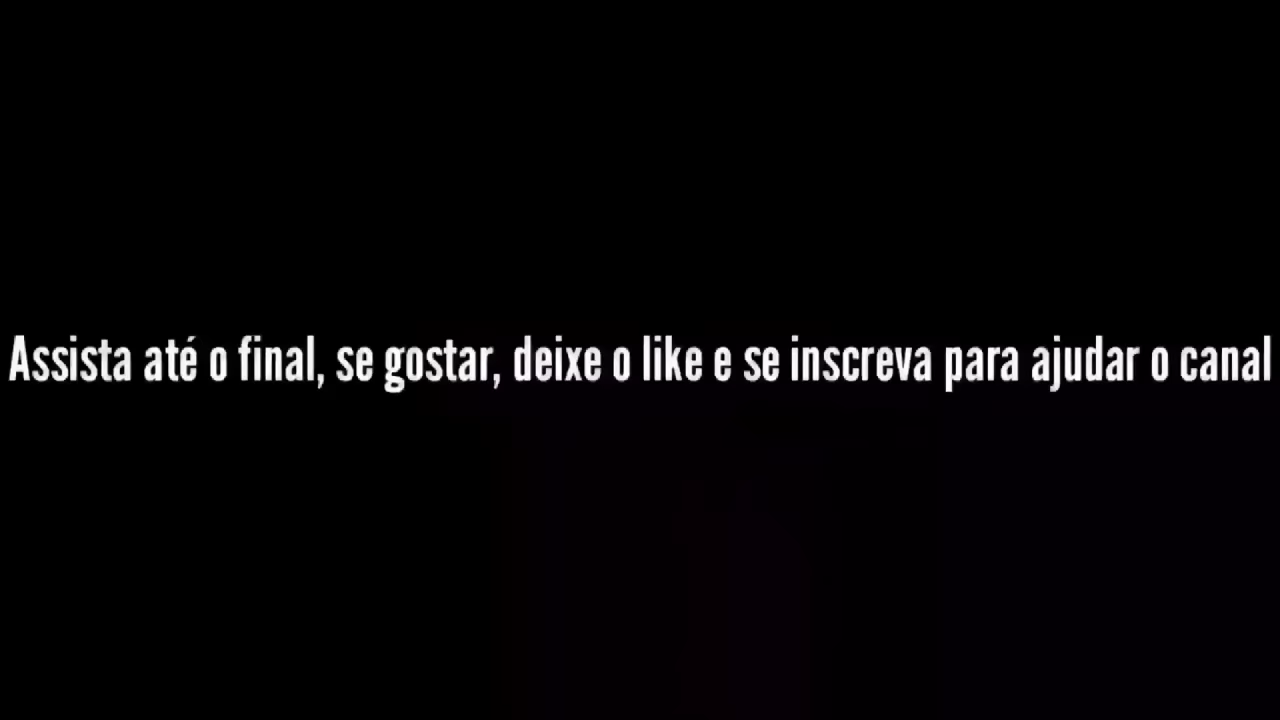 Assista até o final, se gostar, deixe o like e se inscreva para ajudar o canal